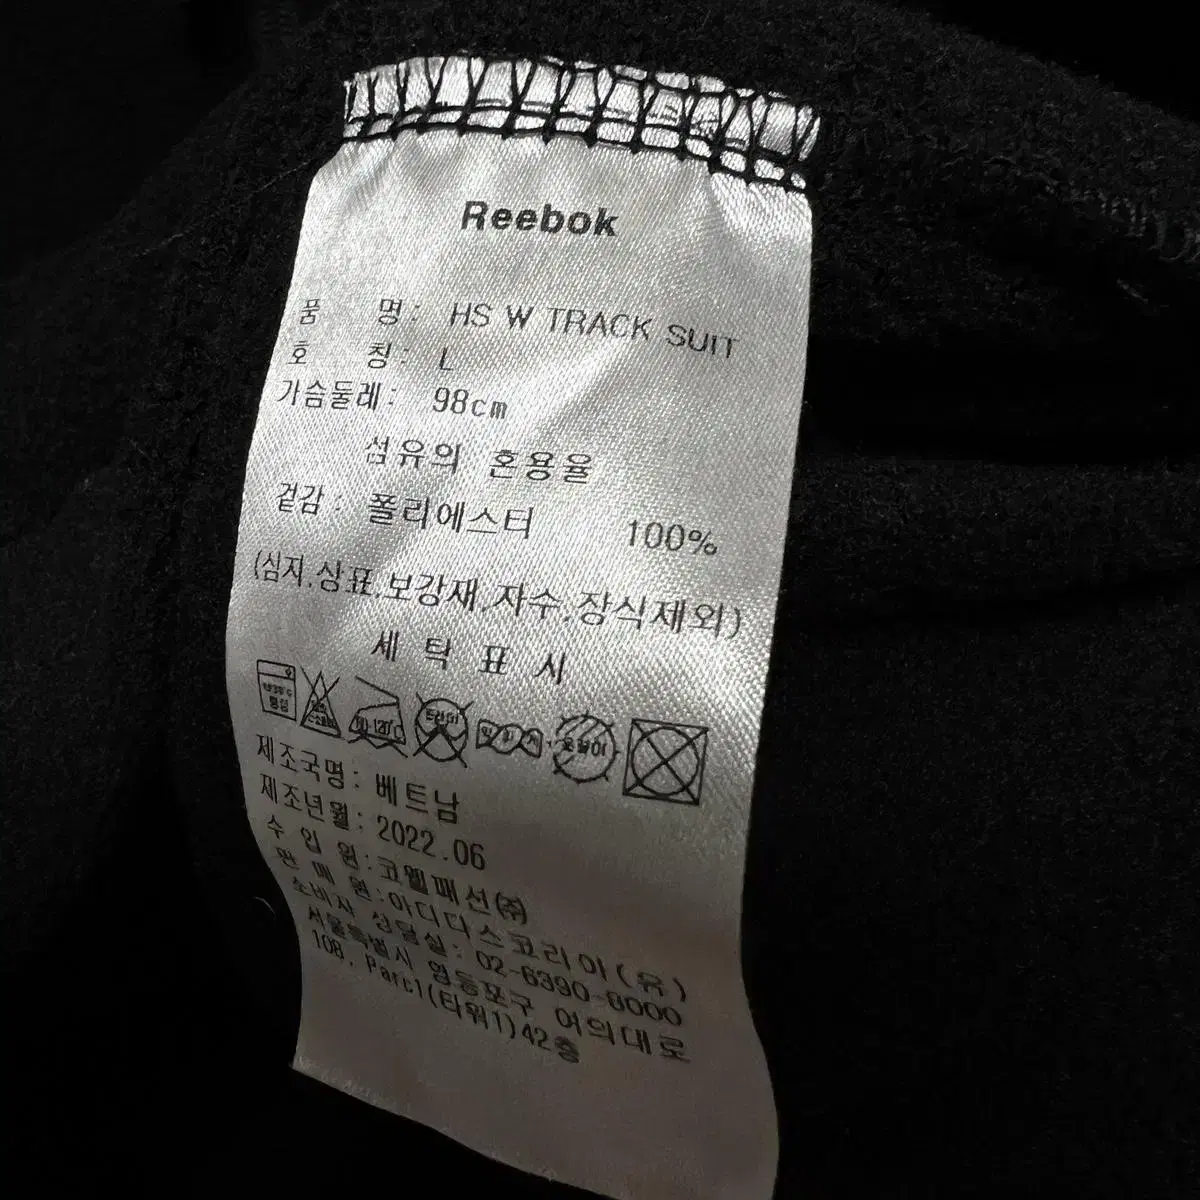 Reebok
품 명: HS W TRACK SUIT
호 칭: L
가슴둘레: 98cm
섬유의 혼용율
겉감: 폴리에스터 100%
(심지.상표.보강재.자수.장식제외)
세 탁 표 시
드라이
제조국명: 베트남
제조년월: 2022.06
수 입 원: 코웰패션(주)
판 매 원: 아디다스코리아(유)
소비자 상담실: 02-6390-8000
서울특별시 영등포구 여의대로
108, Parc1(타워1)42층